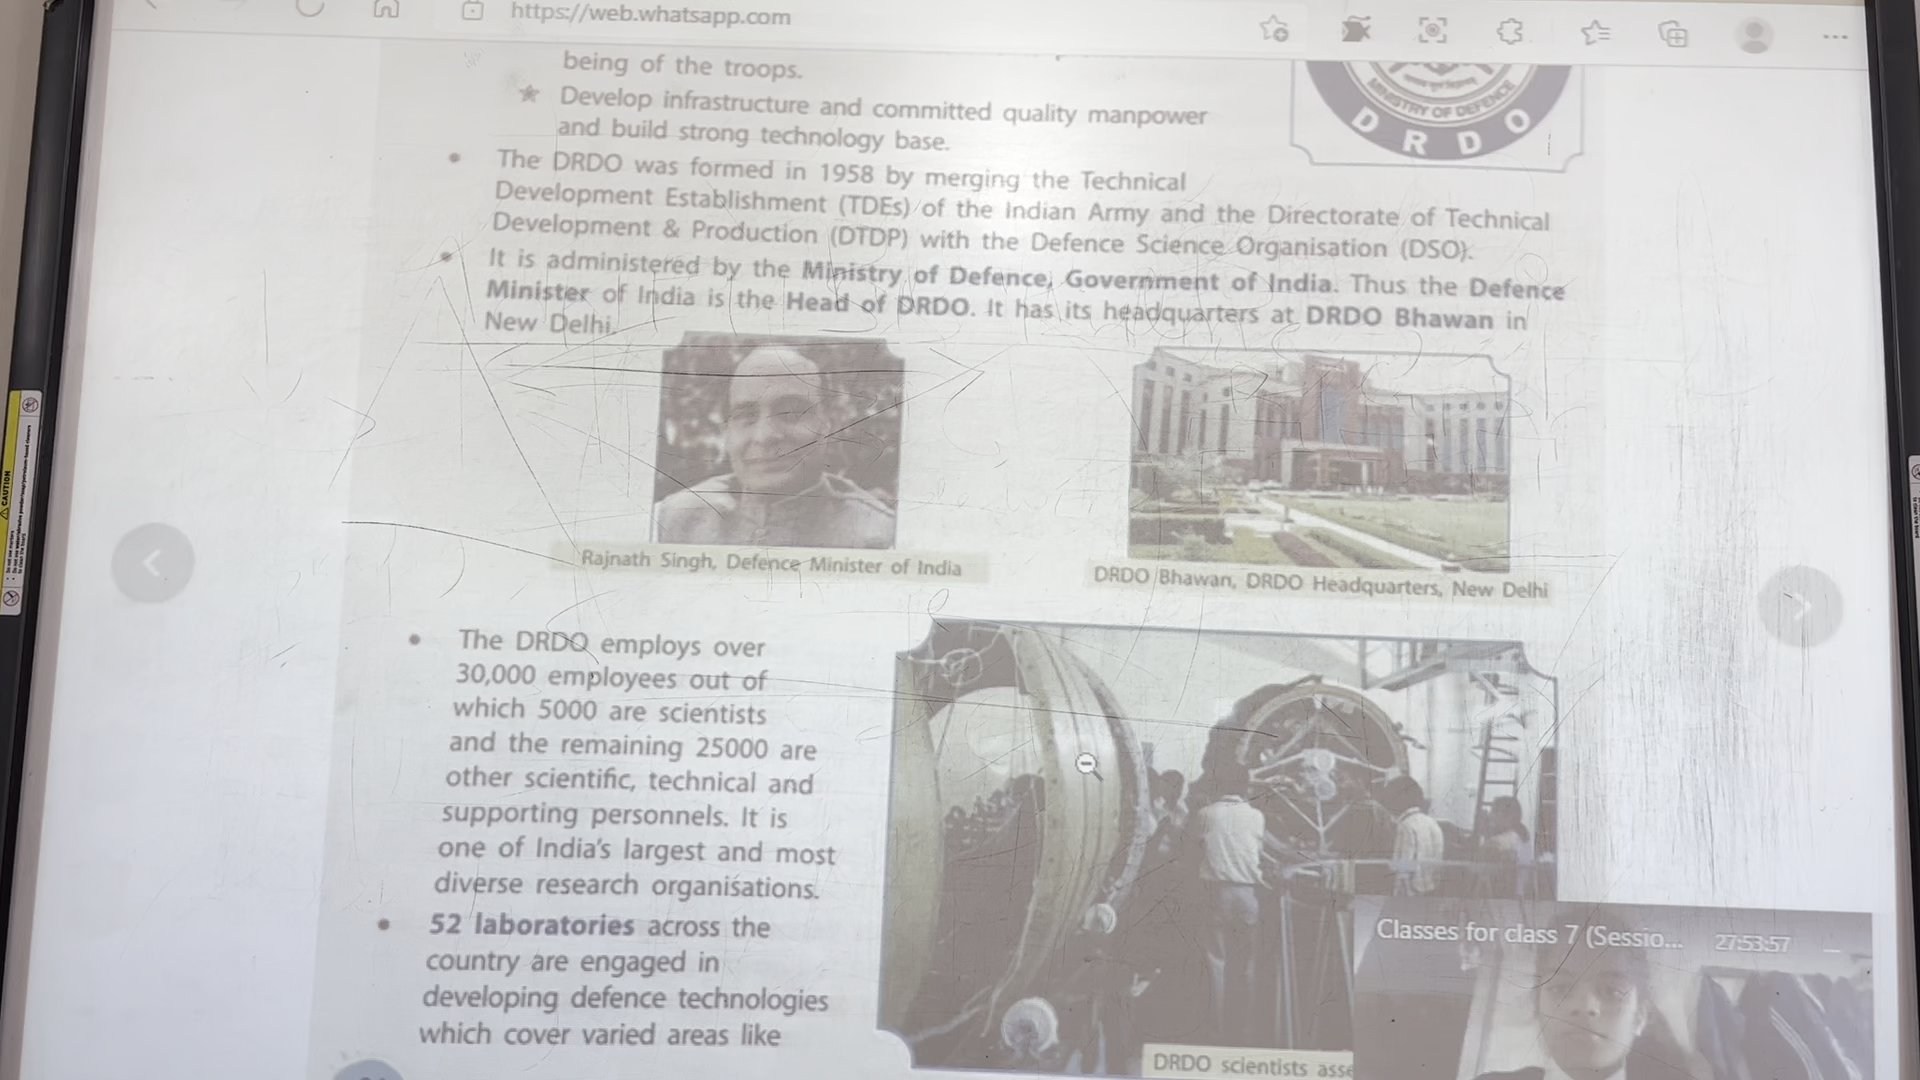 https://web.whatsapp.com
being of the troops.
Develop infrastructure and committed quality manpower
and build strong technology base.
MINISTRY OF DEFENCE
D R D O
The DRDO was formed in 1958 by merging the Technical
Development Establishment (TDEs) of the Indian Army and the Directorate of Technical
Development & Production (DTDP) with the Defence Science Organisation (DSO).
It is administered by the Ministry of Defence, Government of India. Thus the Defence
Minister of India is the Head of DRDO. It has its headquarters at DRDO Bhawan in
New Delhi.
Rajnath Singh, Defence Minister of India
DRDO Bhawan, DRDO Headquarters, New Delhi
The DRDO employs over
30,000 employees out of
which 5000 are scientists
and the remaining 25000 are
other scientific, technical and
supporting personnels. It is
one of India's largest and most
diverse research organisations.
52 laboratories across the
country are engaged in
developing defence technologies
which cover varied areas like
DRDO scientists asse
Classes for class 7 (Sessio... 27:53:57
CAUTION